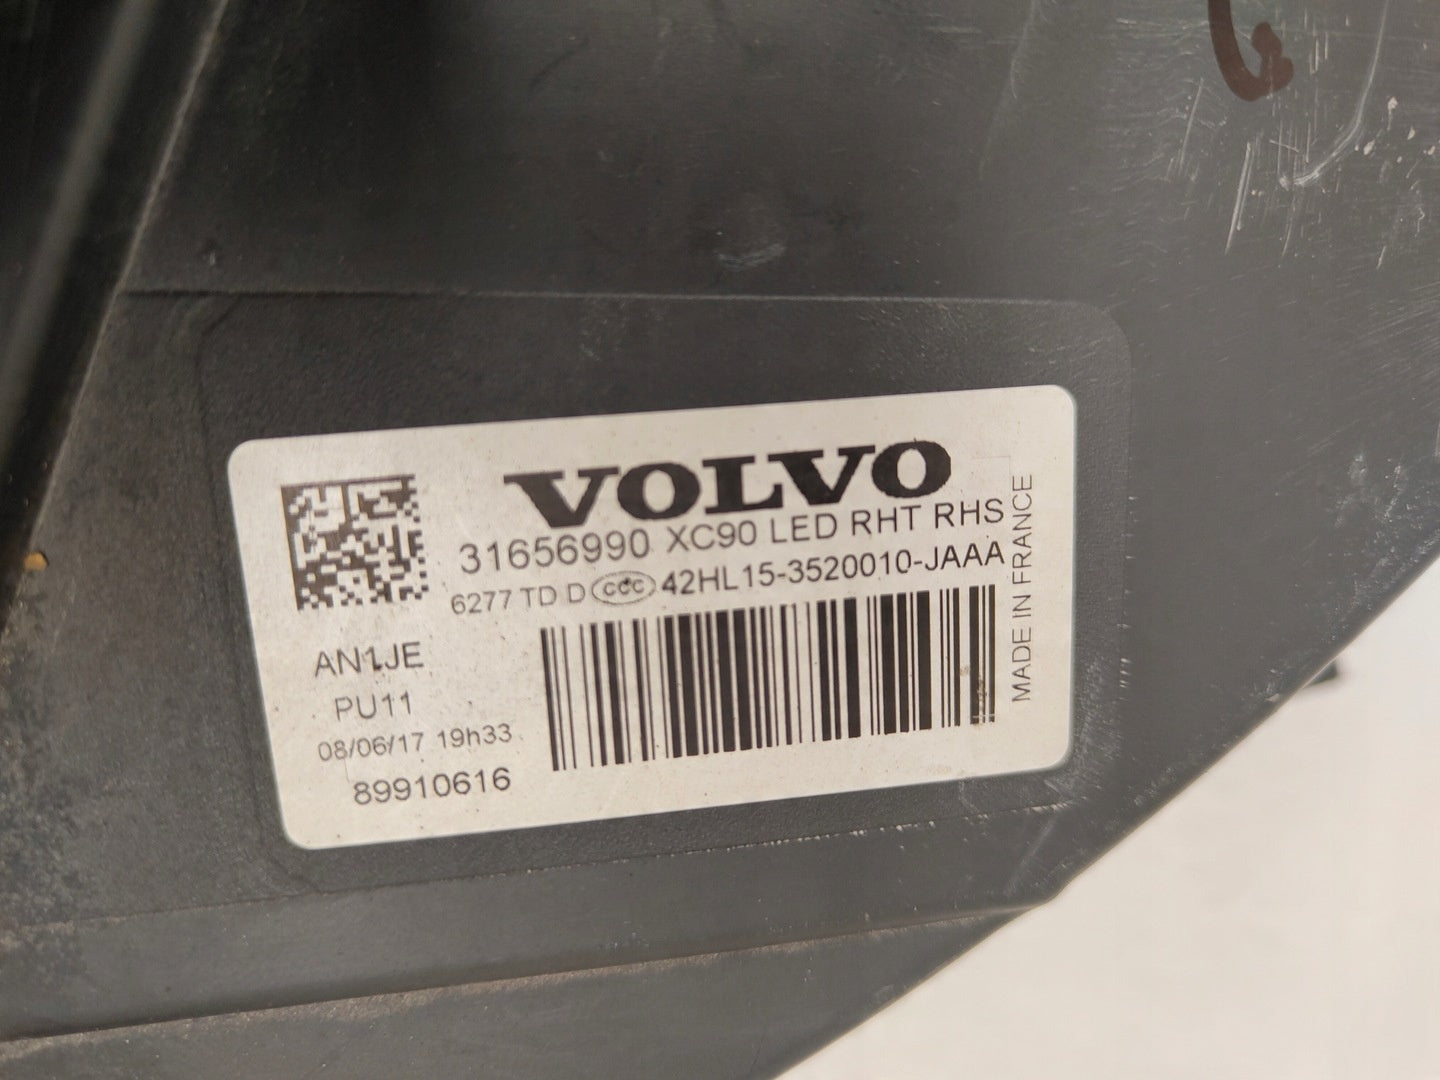 VOLVO
31656990 XC90 LED RHT RHS
6277 TD D CCC 42HL15-3520010-JAAA
MADE IN FRANCE
AN1JE
PU11
08/06/17 19h33
89910616